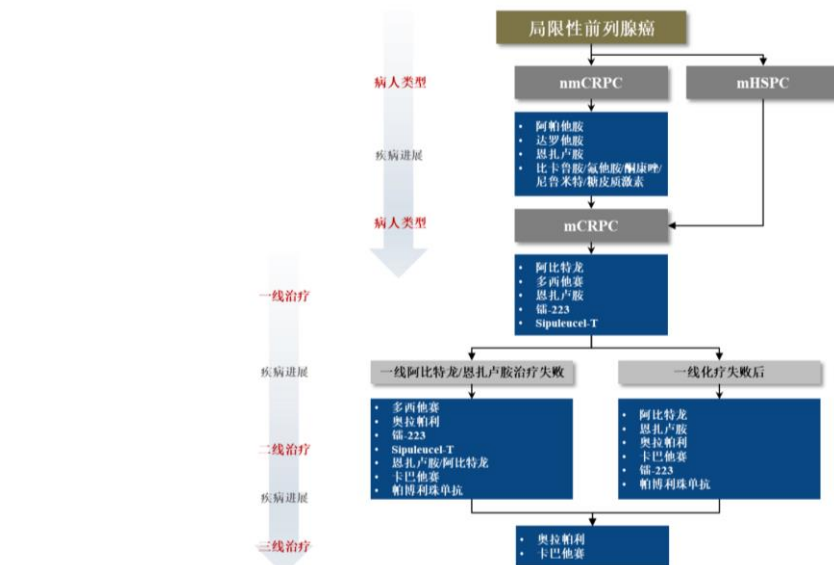 局限性前列腺癌
病人类型
nmCRPC
mHSPC
• 阿帕他胺
• 达罗他胺
• 恩扎卢胺
• 比卡鲁胺/氟他胺/酮康唑/
尼鲁米特/糖皮质激素
疾病进展
病人类型
mCRPC
一线治疗
• 阿比特龙
• 多西他赛
• 恩扎卢胺
• 镭-223
• Sipuleucel-T
疾病进展
一线阿比特龙/恩扎卢胺治疗失败
一线化疗失败后
二线治疗
• 多西他赛
• 奥拉帕利
• 镭-223
• Sipuleucel-T
• 恩扎卢胺/阿比特龙
• 卡巴他赛
• 帕博利珠单抗
• 阿比特龙
• 恩扎卢胺
• 奥拉帕利
• 卡巴他赛
• 镭-223
• 帕博利珠单抗
疾病进展
三线治疗
• 奥拉帕利
• 卡巴他赛